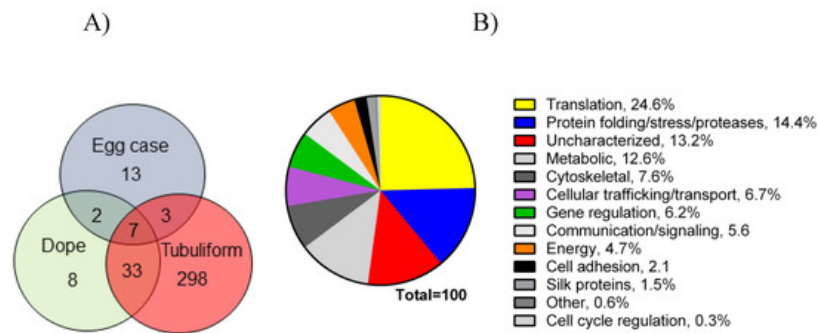 A)
B)
Egg case
13
2
7
3
Dope
8
33
Tubuliform
298
Total=100
Translation, 24.6%
Protein folding/stress/proteases, 14.4%
Uncharacterized, 13.2%
Metabolic, 12.6%
Cytoskeletal, 7.6%
Cellular trafficking/transport, 6.7%
Gene regulation, 6.2%
Communication/signaling, 5.6
Energy, 4.7%
Cell adhesion, 2.1
Silk proteins, 1.5%
Other, 0.6%
Cell cycle regulation, 0.3%